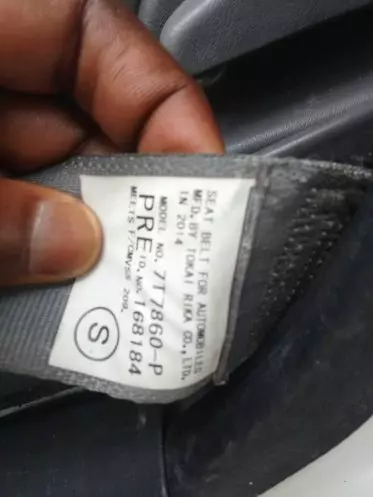 SEAT BELT FOR AUTOMOBILES
MFD. BY TOKAI RIKA CO., LTD.
IN 2014
MODEL NO. 7T7860-P
PRE ID. NO. 168184
MEETS F/CMVSS 209.
S